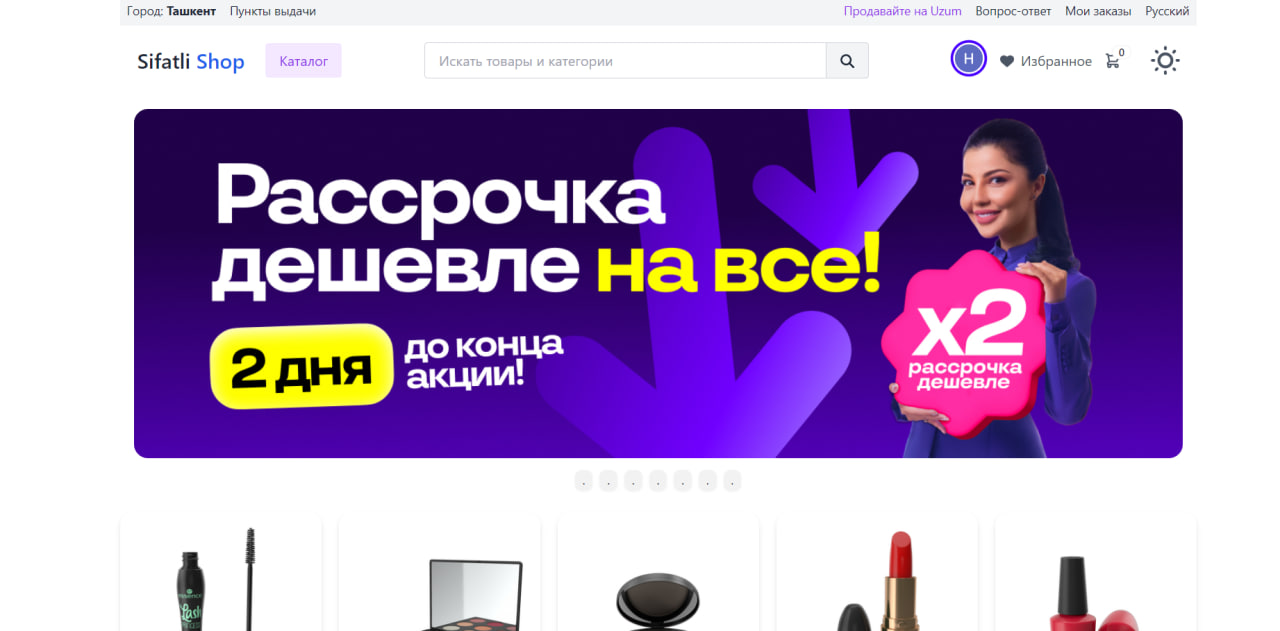 Город: Ташкент Пункты выдачи Продавайте на Uzum Вопрос-ответ Мои заказы Русский
Sifatli Shop Каталог Искать товары и категории H Избранное 0
Рассрочка
дешевле на все!
2 дня до конца
акции!
x2
рассрочка
дешевле
. . . . . . .
essence
Lash